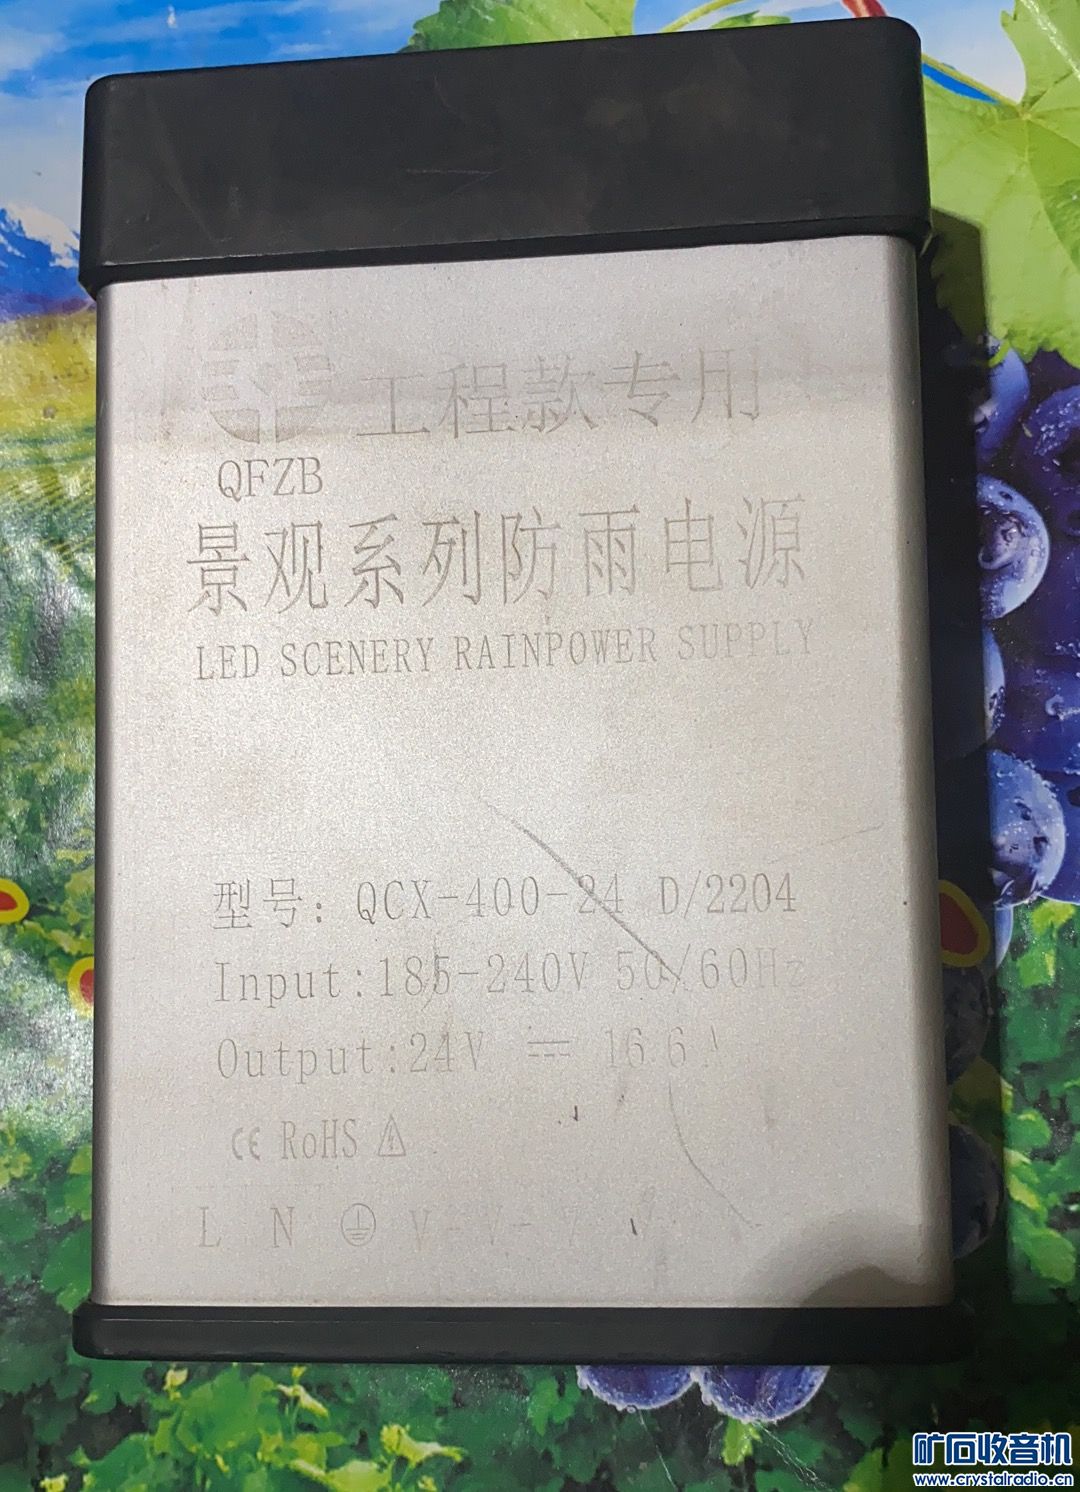 工程款专用
QFZB
景观系列防雨电源
LED SCENERY RAINPOWER SUPPLY
型号: QCX-400-24 D/2204
Input:185-240V 50/60Hz
Output:24V ⎓ 16.6A
CE RoHS
L N ⏚ V- V- V
矿石收音机
www.crystalradio.cn